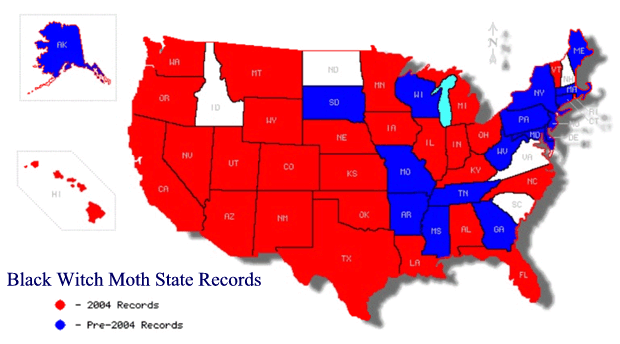 AK
HI
WA
OR
CA
NV
ID
MT
WY
UT
AZ
CO
NM
ND
SD
NE
KS
OK
TX
MN
IA
MO
AR
LA
WI
IL
MS
MI
IN
KY
TN
AL
OH
WV
VA
NC
SC
GA
FL
PA
NY
MD
DE
NJ
CT
RI
MA
VT
NH
ME
N
N
Black Witch Moth State Records
- 2004 Records
- Pre-2004 Records